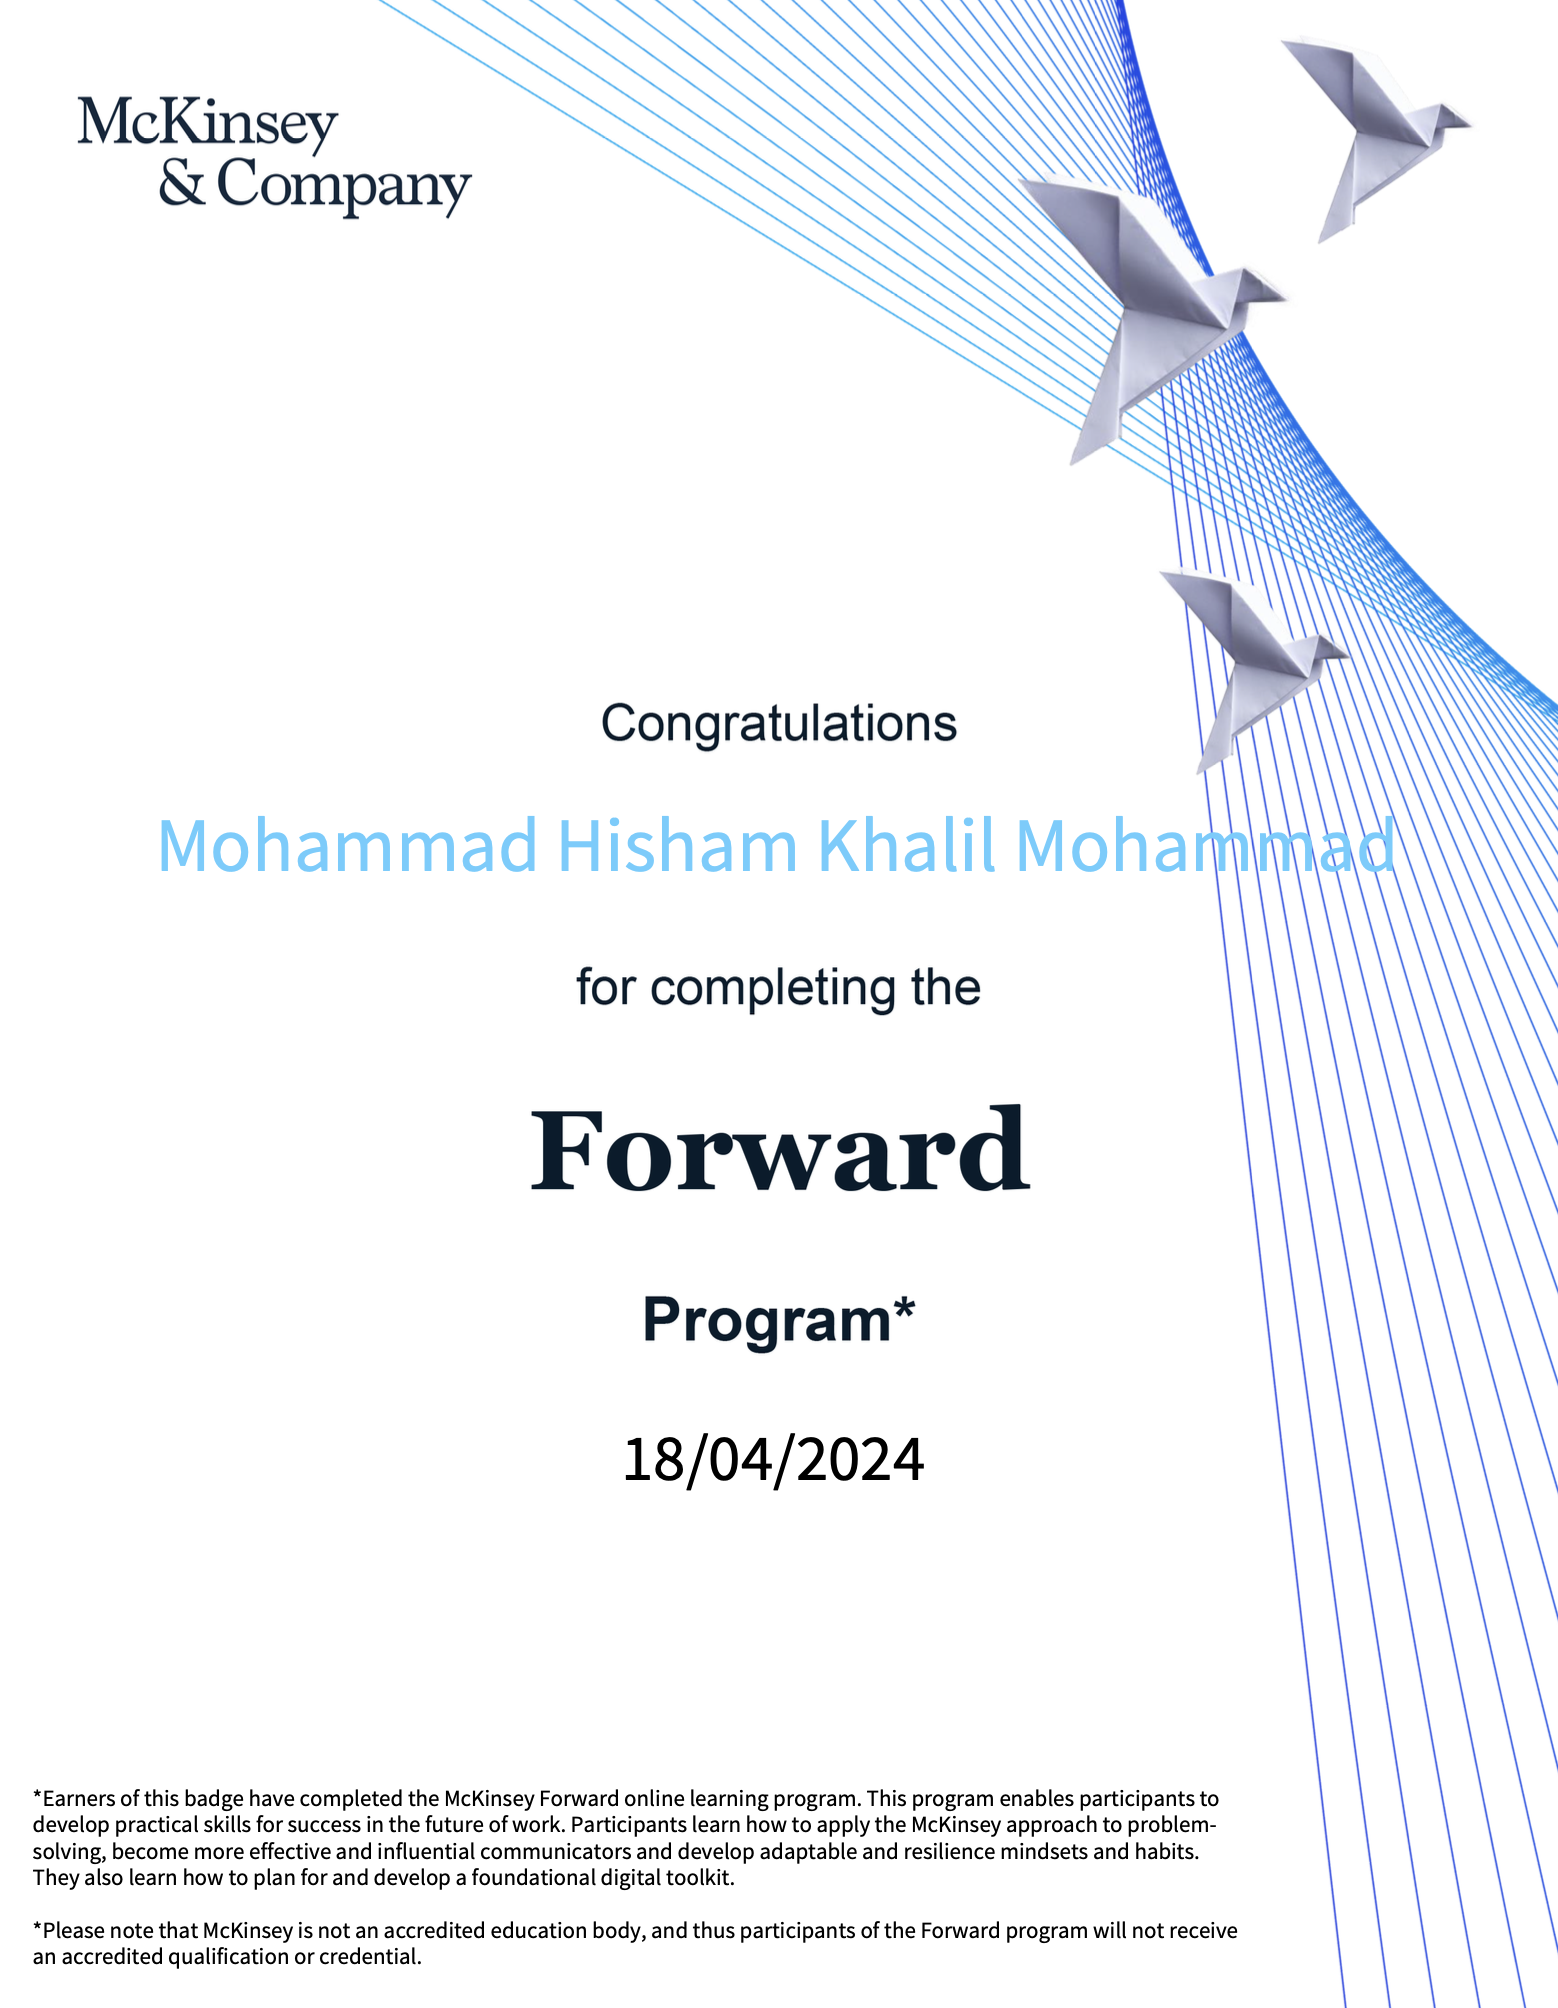 McKinsey
& Company
Congratulations
Mohammad Hisham Khalil Mohammad
for completing the
Forward
Program*
18/04/2024
*Earners of this badge have completed the McKinsey Forward online learning program. This program enables participants to
develop practical skills for success in the future of work. Participants learn how to apply the McKinsey approach to problem-
solving, become more effective and influential communicators and develop adaptable and resilience mindsets and habits.
They also learn how to plan for and develop a foundational digital toolkit.
*Please note that McKinsey is not an accredited education body, and thus participants of the Forward program will not receive
an accredited qualification or credential.